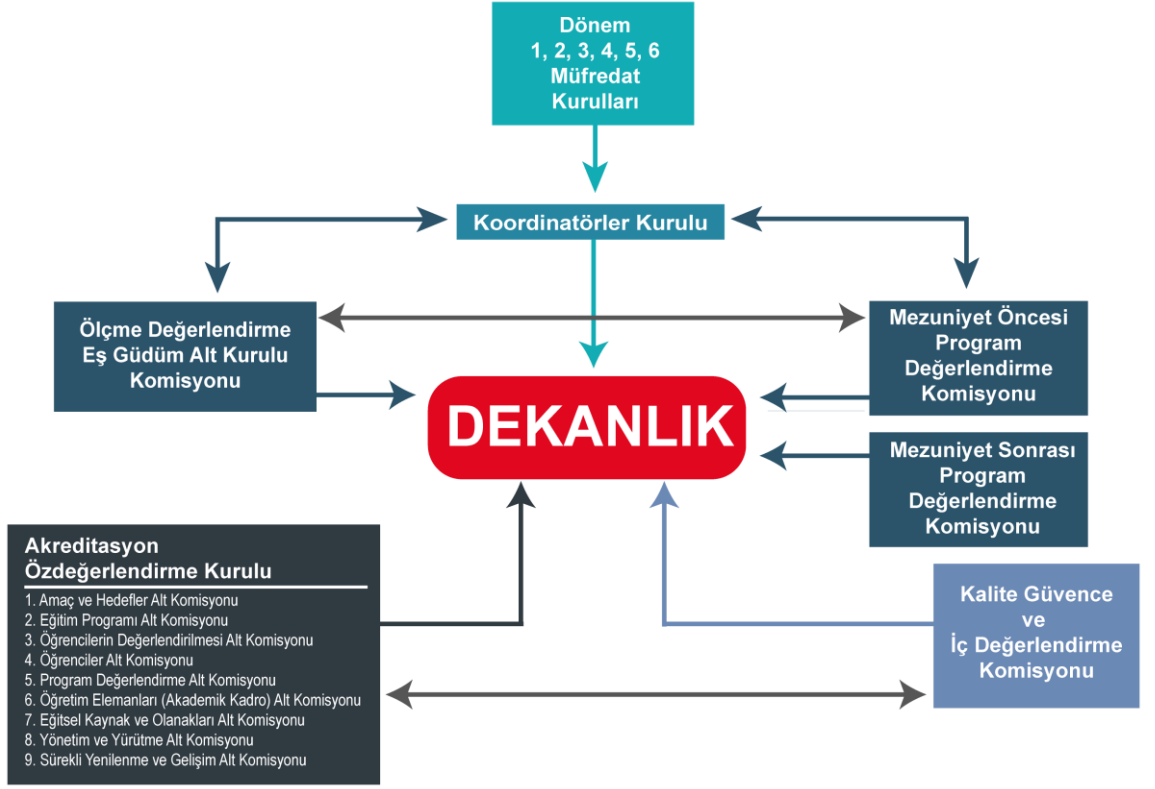 Dönem
1, 2, 3, 4, 5, 6
Müfredat
Kurulları
Koordinatörler Kurulu
Ölçme Değerlendirme
Eş Güdüm Alt Kurulu
Komisyonu
Mezuniyet Öncesi
Program
Değerlendirme
Komisyonu
DEKANLIK
Mezuniyet Sonrası
Program
Değerlendirme
Komisyonu
Akreditasyon
Özdeğerlendirme Kurulu
1. Amaç ve Hedefler Alt Komisyonu
2. Eğitim Programı Alt Komisyonu
3. Öğrencilerin Değerlendirilmesi Alt Komisyonu
4. Öğrenciler Alt Komisyonu
5. Program Değerlendirme Alt Komisyonu
6. Öğretim Elemanları (Akademik Kadro) Alt Komisyonu
7. Eğitsel Kaynak ve Olanakları Alt Komisyonu
8. Yönetim ve Yürütme Alt Komisyonu
9. Sürekli Yenilenme ve Gelişim Alt Komisyonu
Kalite Güvence
ve
İç Değerlendirme
Komisyonu